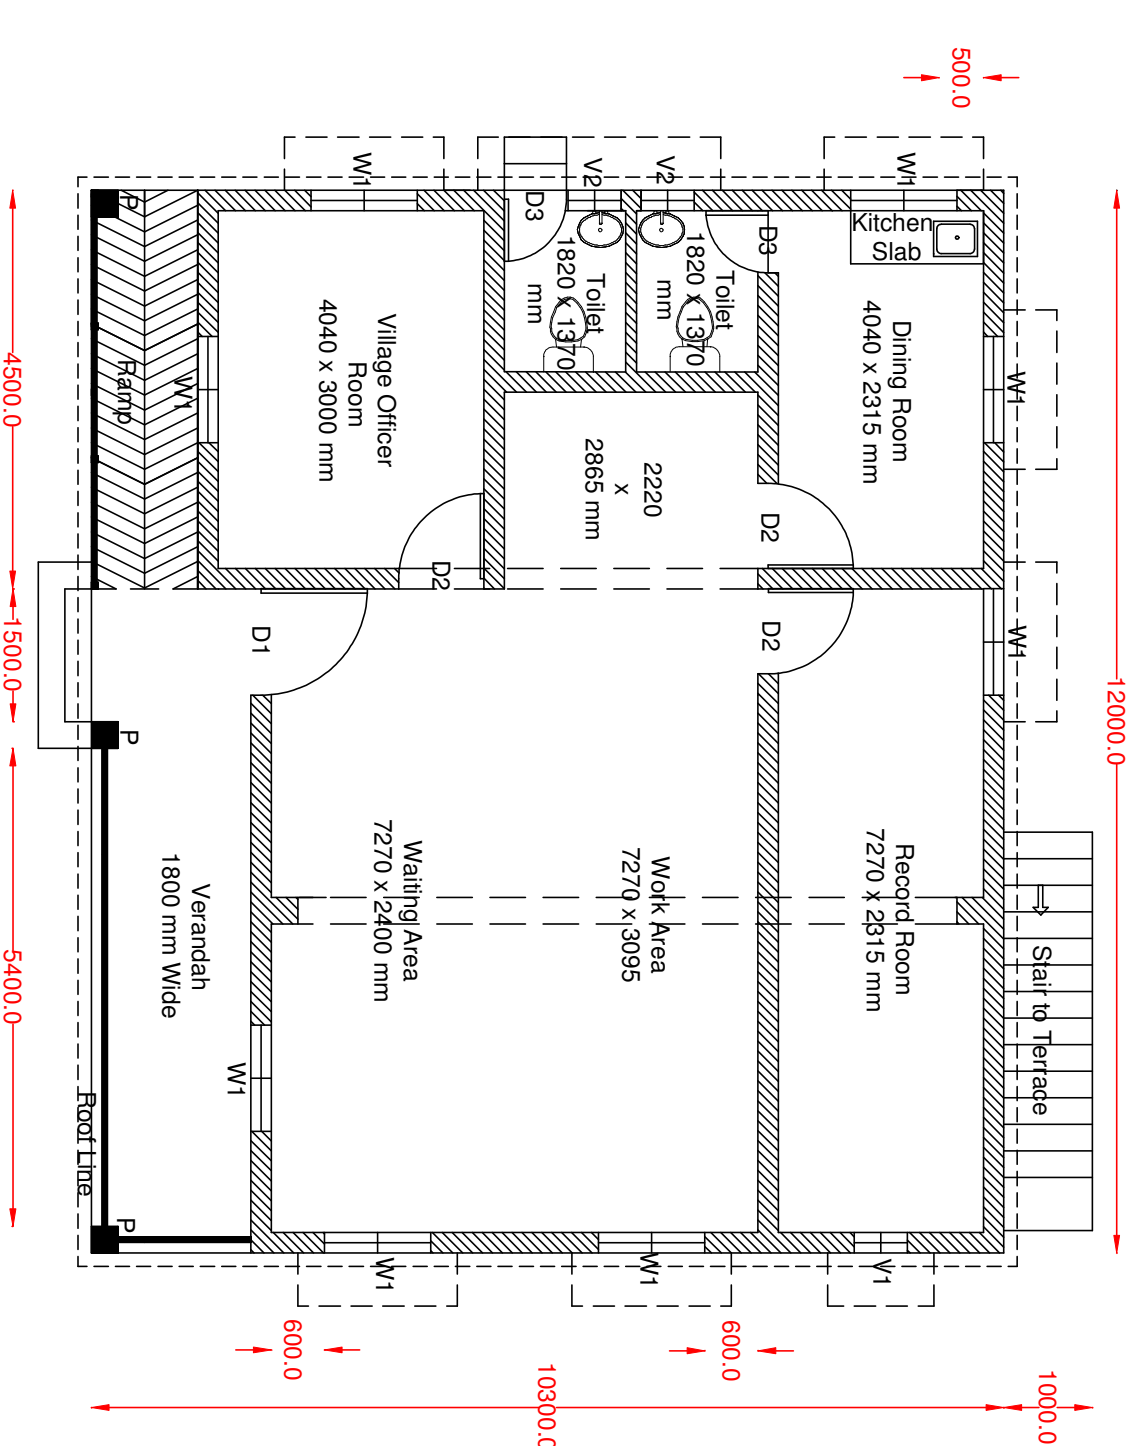 12000.0
Stair to Terrace
W1
W1
Kitchen
Slab
W1
Dining Room
4040 x 2315 mm
D3
D2
D2
Record Room
7270 x 2315 mm
V1
500.0
V2
V2
Toilet
1820 x 1370
mm
Toilet
1820 x 1370
mm
D3
2220
x
2865 mm
Work Area
7270 x 3095
W1
W1
Village Officer
Room
4040 x 3000 mm
D2
Waiting Area
7270 x 2400 mm
W1
W1
D1
W1
Verandah
1800 mm Wide
P
Ramp
P
P
Roof Line
4500.0
1500.0
5400.0
600.0
600.0
10300.0
1000.0